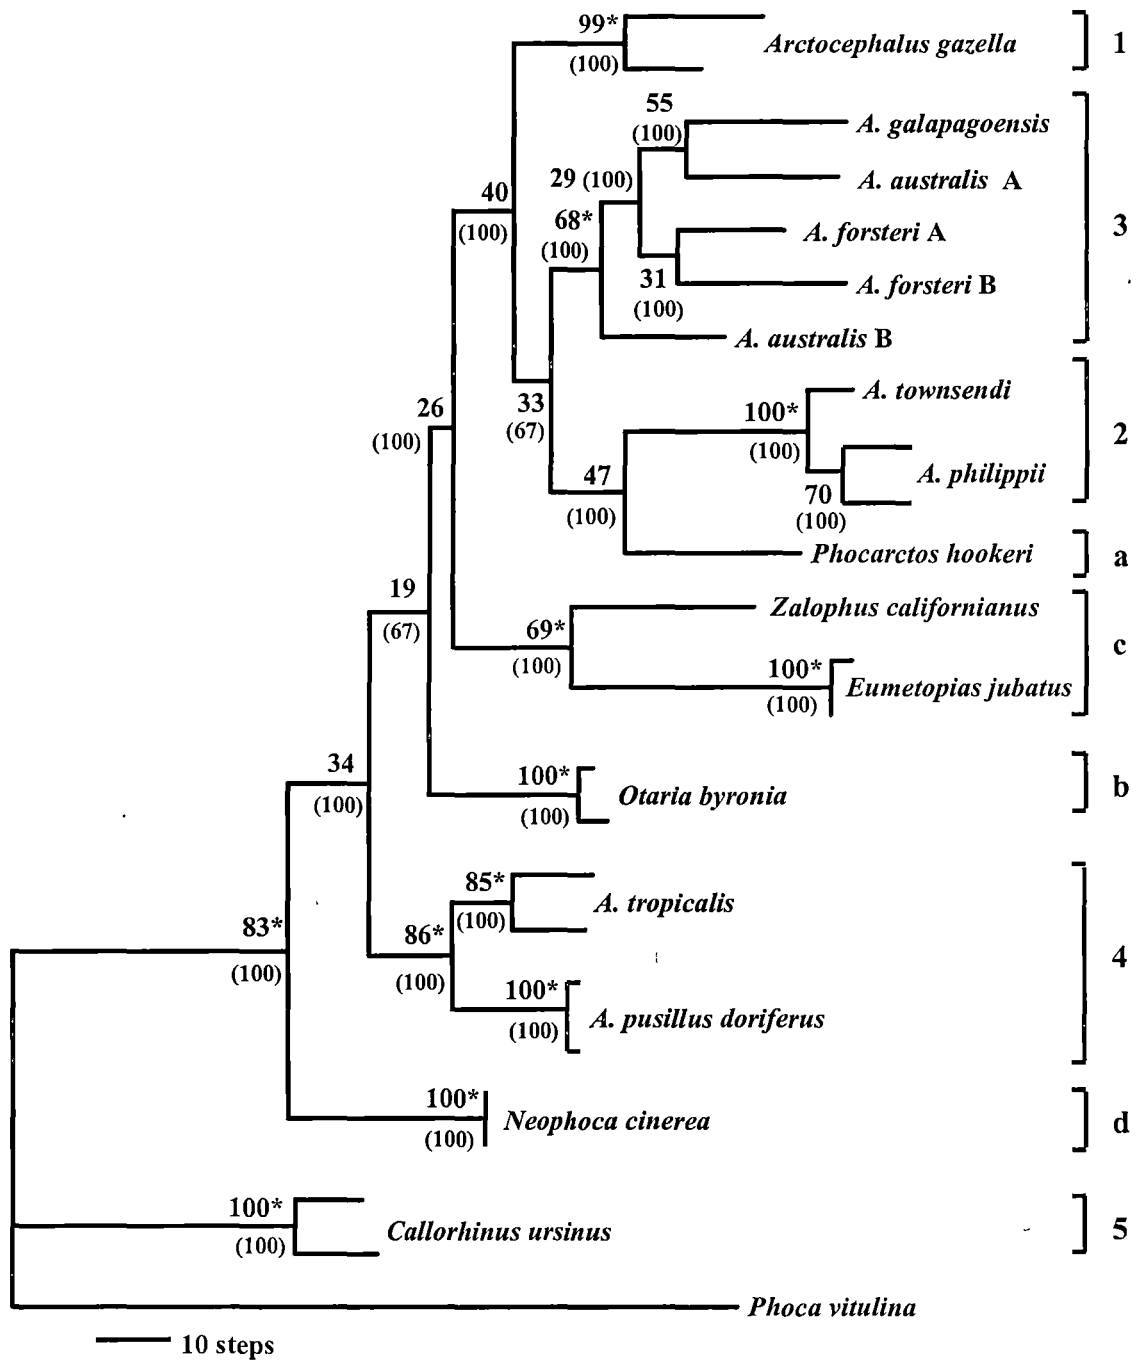 99*
(100)
Arctocephalus gazella
1
55
(100)
A. galapagoensis
29 (100)
A. australis A
40
(100)
68*
(100)
A. forsteri A
3
31
(100)
A. forsteri B
A. australis B
26
(100)
33
(67)
100*
(100)
A. townsendi
2
47
(100)
70
(100)
A. philippii
Phocarctos hookeri
a
19
(67)
69*
(100)
Zalophus californianus
c
100*
(100)
Eumetopias jubatus
34
(100)
100*
(100)
Otaria byronia
b
85*
(100)
A. tropicalis
83*
(100)
86*
(100)
4
100*
(100)
A. pusillus doriferus
100*
(100)
Neophoca cinerea
d
100*
(100)
Callorhinus ursinus
5
Phoca vitulina
10 steps